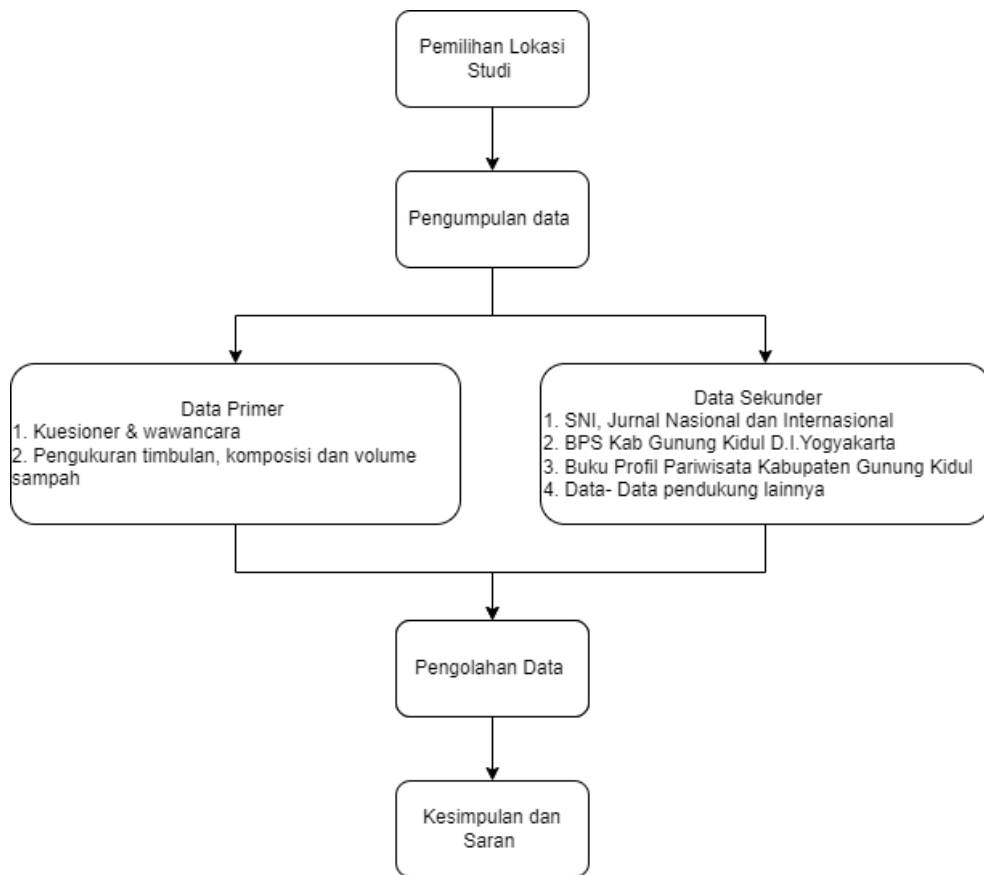 Pemilihan Lokasi
Studi
Pengumpulan data
Data Primer
1. Kuesioner & wawancara
2. Pengukuran timbulan, komposisi dan volume
sampah
Data Sekunder
1. SNI, Jurnal Nasional dan Internasional
2. BPS Kab Gunung Kidul D.I.Yogyakarta
3. Buku Profil Pariwisata Kabupaten Gunung Kidul
4. Data- Data pendukung lainnya
Pengolahan Data
Kesimpulan dan
Saran